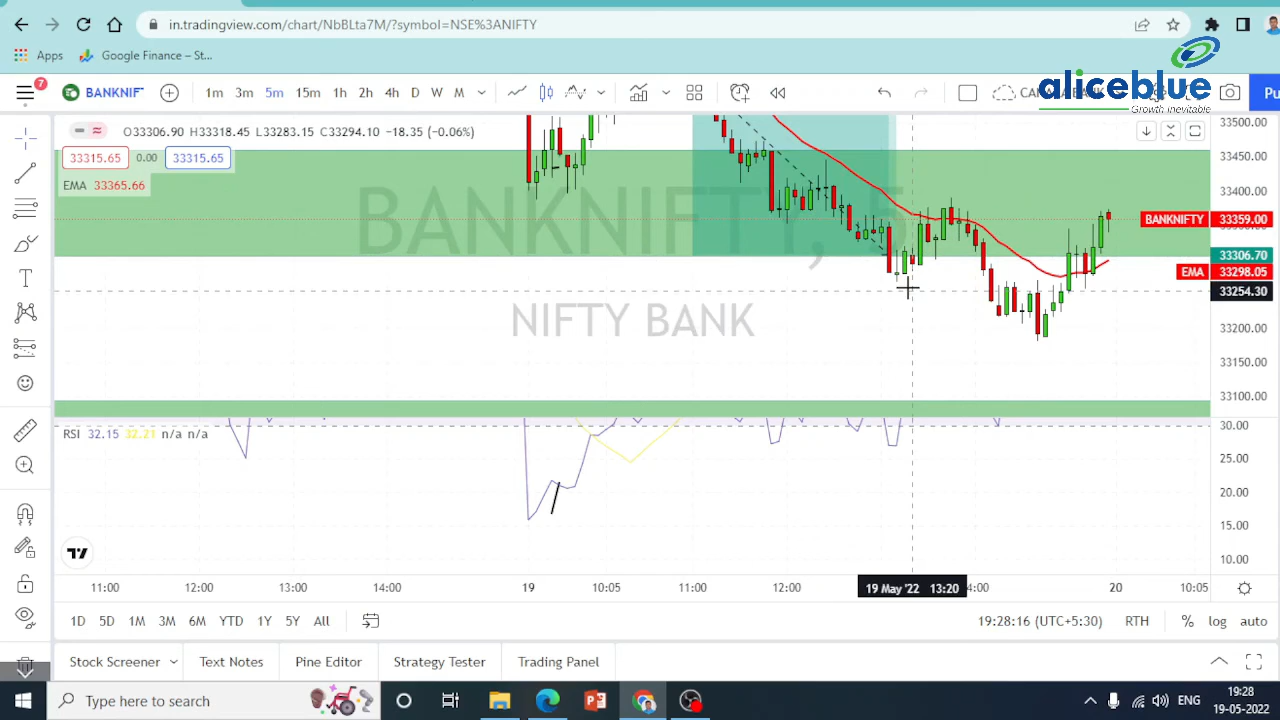 in.tradingview.com/chart/NbBLta7M/?symbol=NSE%3ANIFTY
Apps Google Finance – St...
aliceblue
Growth inevitable
7
BANKNIF 1m 3m 5m 15m 1h 2h 4h D W M
Pu
O33306.90 H33318.45 L33283.15 C33294.10 −18.35 (−0.06%)
33315.65 0.00 33315.65
EMA 33365.66
BANKNIFTY, 5
NIFTY BANK
33500.00
33450.00
33400.00
BANKNIFTY 33359.00
33306.70
EMA 33298.05
33254.30
33200.00
33150.00
33100.00
RSI 32.15 32.21 n/a n/a
30.00
25.00
20.00
15.00
10.00
11:00 12:00 13:00 14:00 19 10:05 11:00 12:00 19 May '22 13:20 4:00 20 10:05
1D 5D 1M 3M 6M YTD 1Y 5Y All 19:28:16 (UTC+5:30) RTH % log auto
Stock Screener Text Notes Pine Editor Strategy Tester Trading Panel
Type here to search
ENG
19:28
19-05-2022